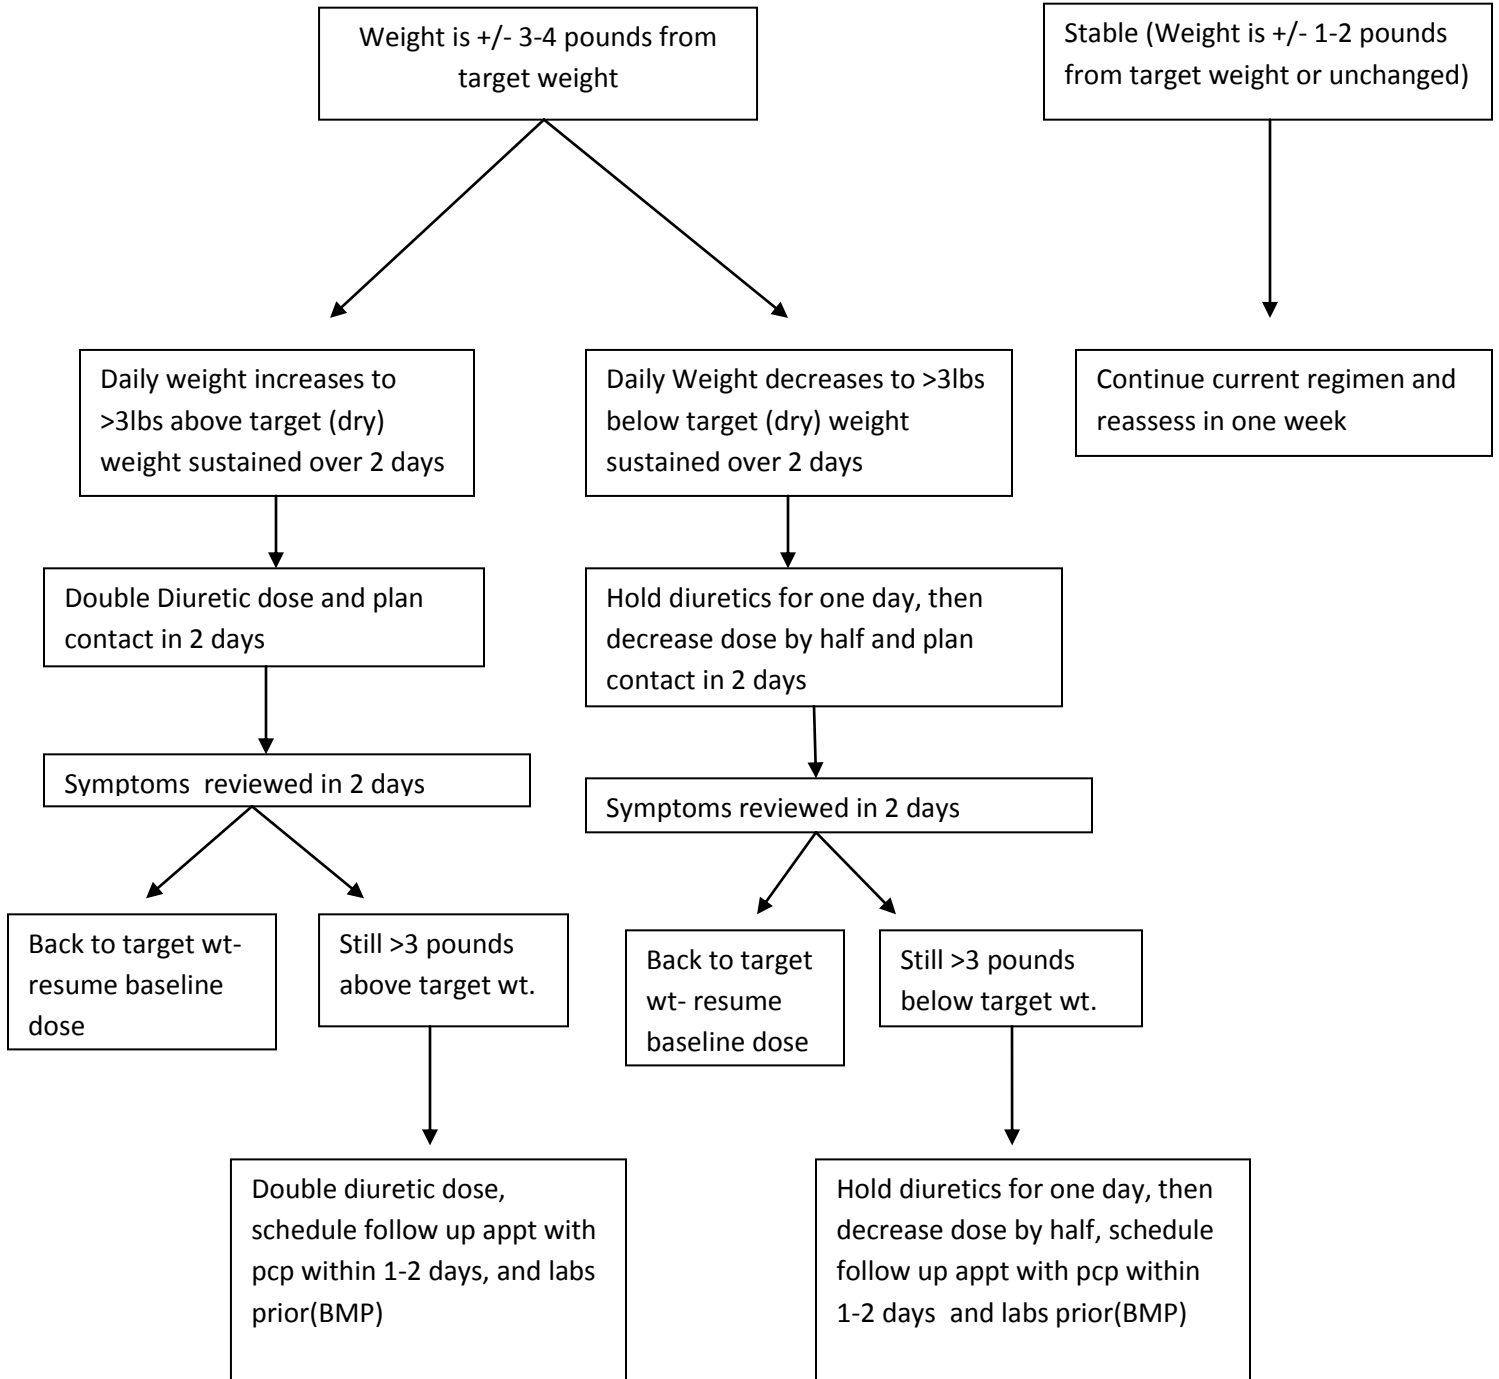 Weight is +/- 3-4 pounds from
target weight
Stable (Weight is +/- 1-2 pounds
from target weight or unchanged)
Daily weight increases to
>3lbs above target (dry)
weight sustained over 2 days
Daily Weight decreases to >3lbs
below target (dry) weight
sustained over 2 days
Continue current regimen and
reassess in one week
Double Diuretic dose and plan
contact in 2 days
Hold diuretics for one day, then
decrease dose by half and plan
contact in 2 days
Symptoms  reviewed in 2 days
Symptoms reviewed in 2 days
Back to target wt-
resume baseline
dose
Still >3 pounds
above target wt.
Back to target
wt- resume
baseline dose
Still >3 pounds
below target wt.
Double diuretic dose,
schedule follow up appt with
pcp within 1-2 days, and labs
prior(BMP)
Hold diuretics for one day, then
decrease dose by half, schedule
follow up appt with pcp within
1-2 days  and labs prior(BMP)